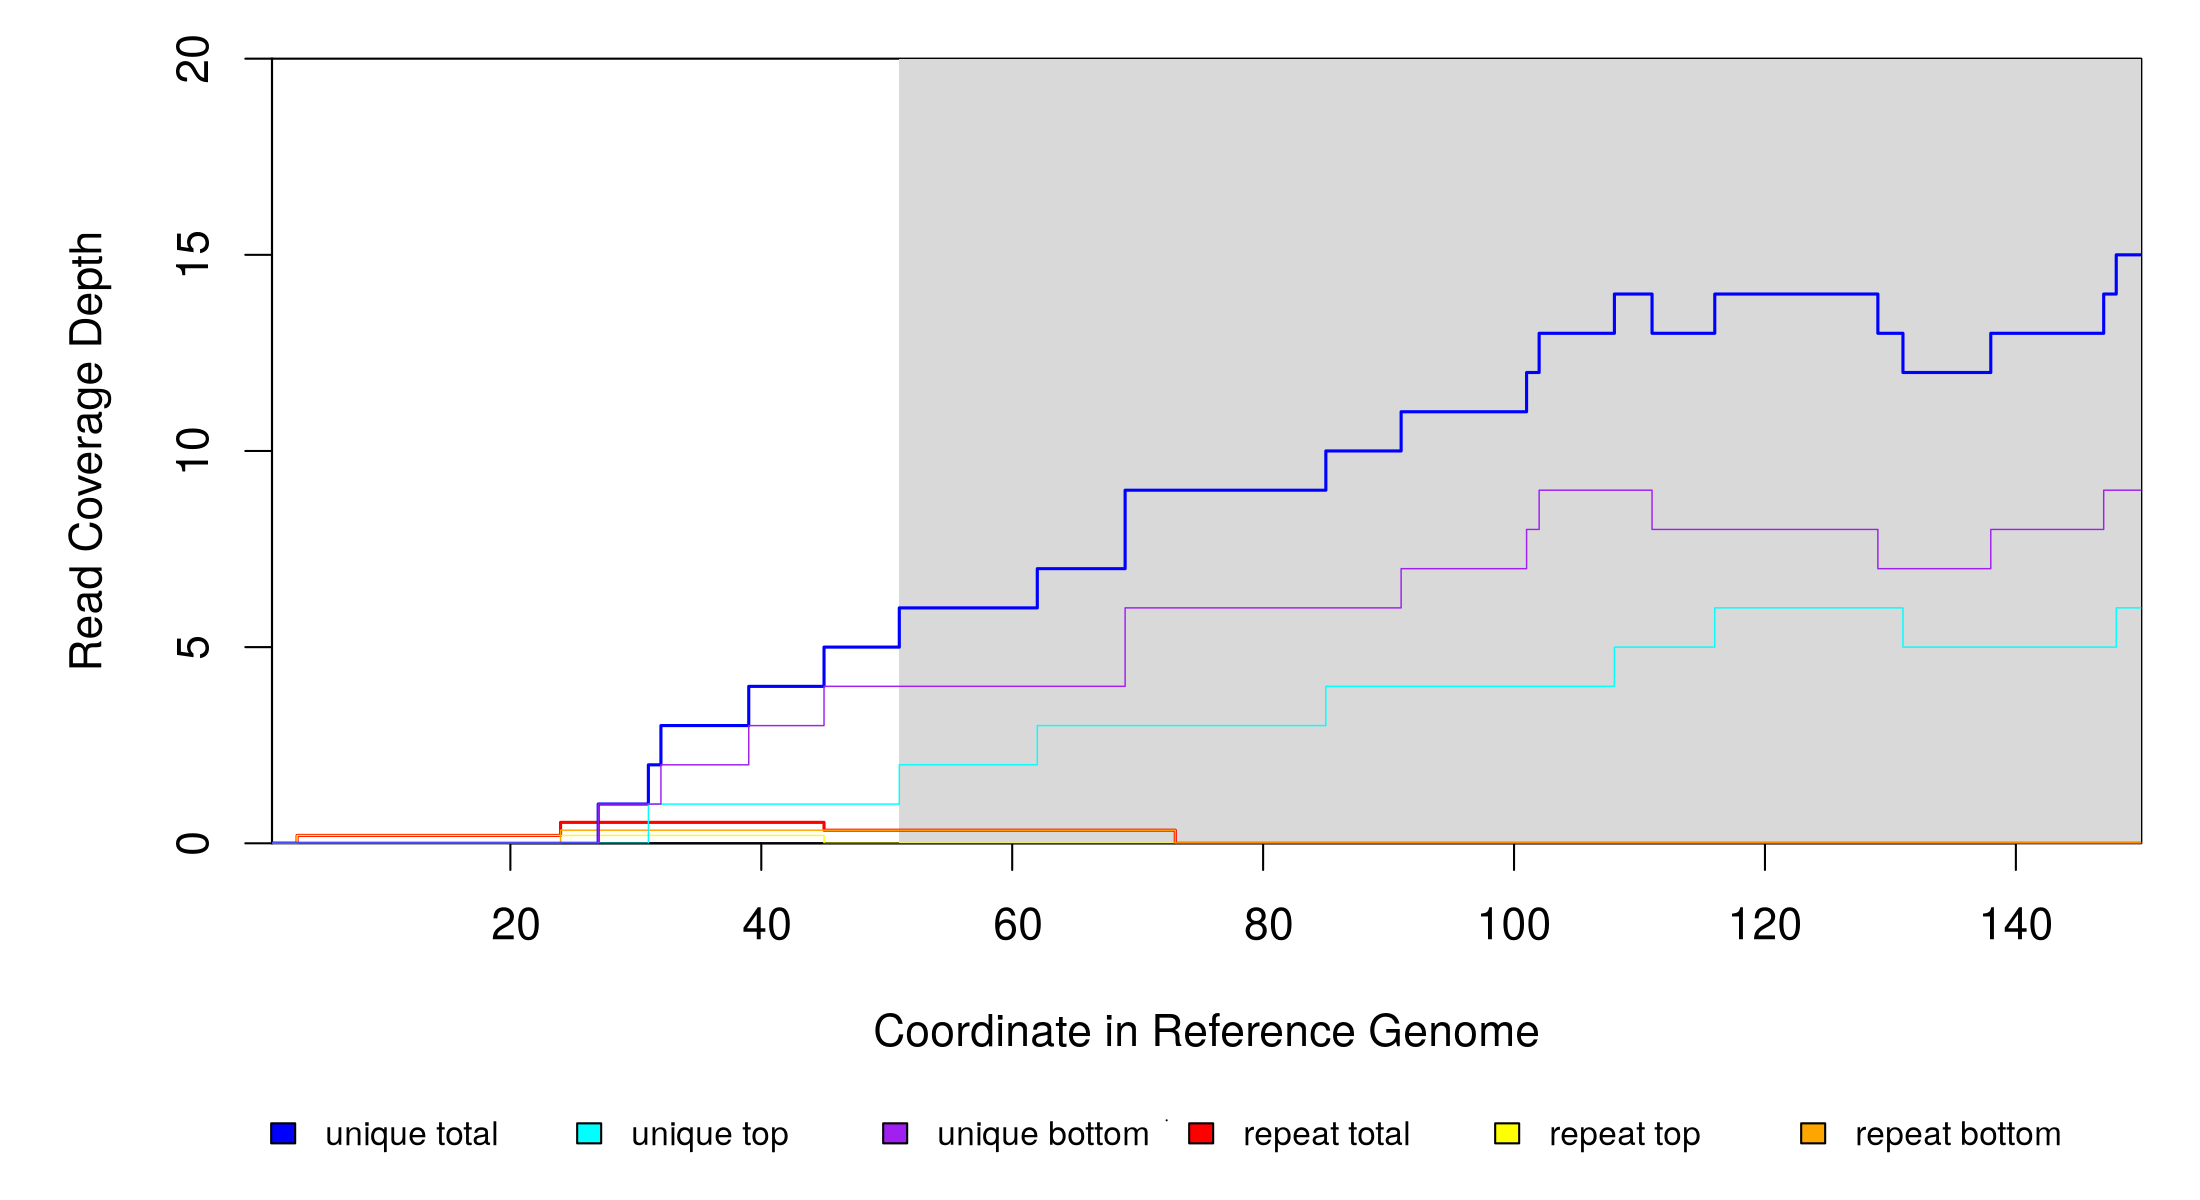 20
15
10
5
0
Read Coverage Depth
20 40 60 80 100 120 140
Coordinate in Reference Genome
unique total unique top unique bottom repeat total repeat top repeat bottom